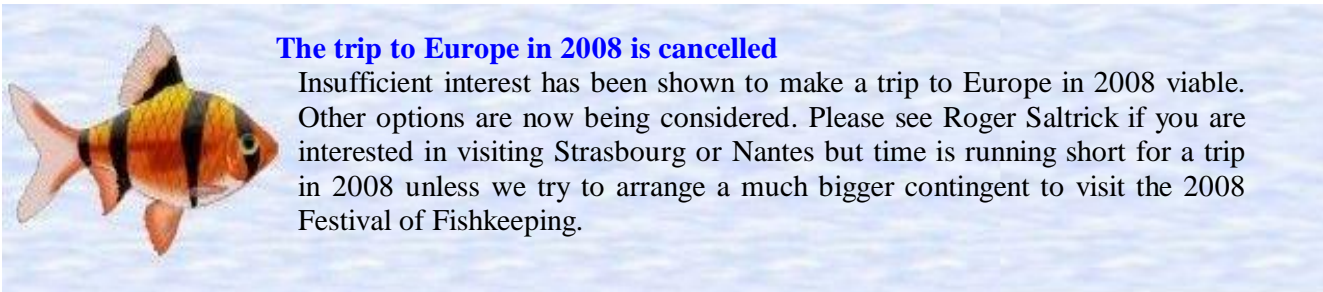 The trip to Europe in 2008 is cancelled
Insufficient interest has been shown to make a trip to Europe in 2008 viable.
Other options are now being considered. Please see Roger Saltrick if you are
interested in visiting Strasbourg or Nantes but time is running short for a trip
in 2008 unless we try to arrange a much bigger contingent to visit the 2008
Festival of Fishkeeping.